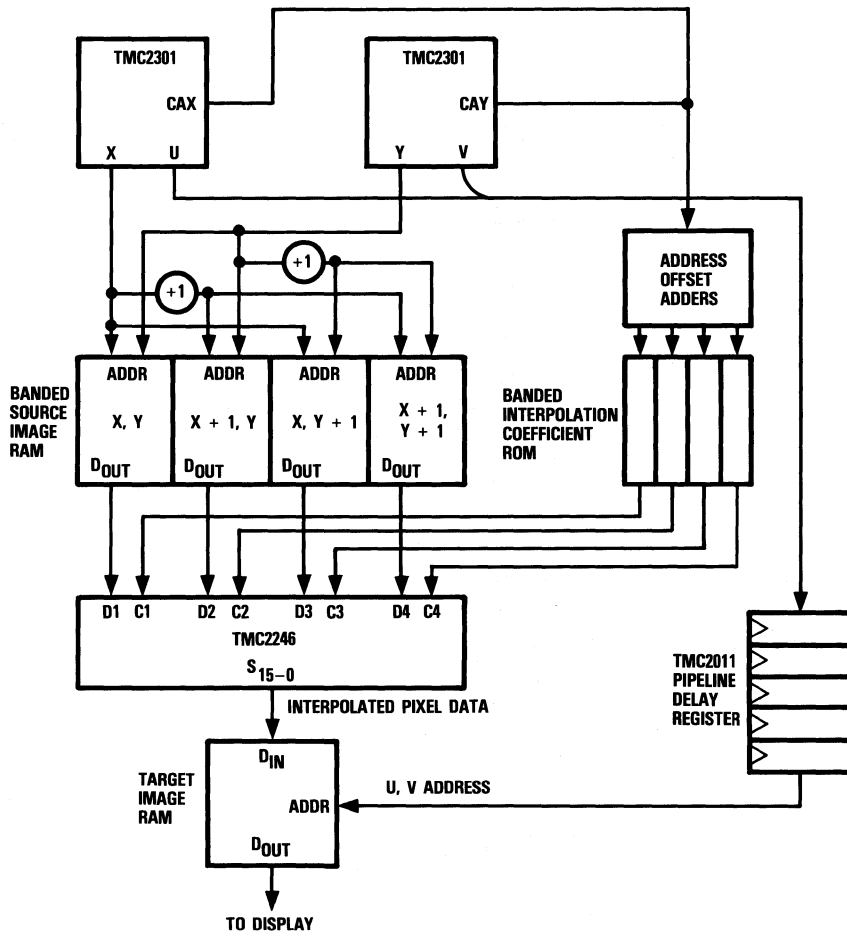 TMC2301
CAX
X U
TMC2301
CAY
Y V
+1
+1
ADDRESS
OFFSET
ADDERS
BANDED
SOURCE
IMAGE
RAM
ADDR
X, Y
DOUT
ADDR
X + 1, Y
DOUT
ADDR
X, Y + 1
DOUT
ADDR
X + 1,
Y + 1
DOUT
BANDED
INTERPOLATION
COEFFICIENT
ROM
D1 C1 D2 C2 D3 C3 D4 C4
TMC2246
S15–0
INTERPOLATED PIXEL DATA
TMC2011
PIPELINE
DELAY
REGISTER
TARGET
IMAGE
RAM
DIN
ADDR
DOUT
U, V ADDRESS
TO DISPLAY